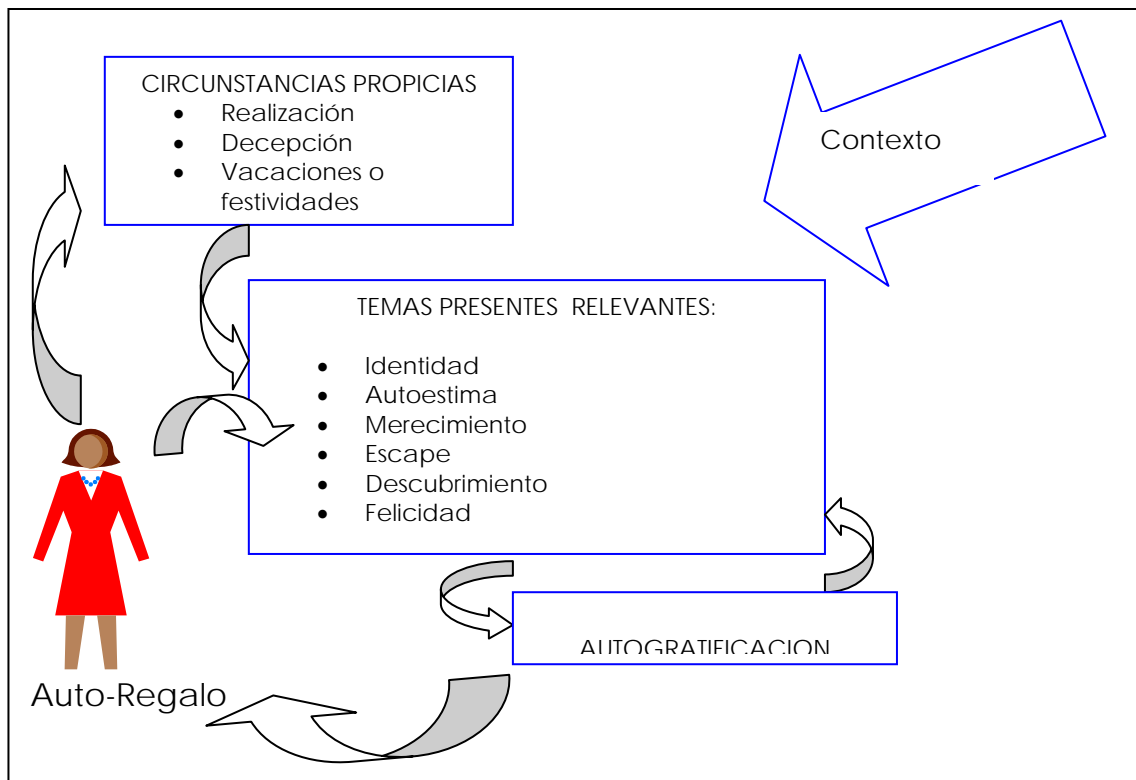 CIRCUNSTANCIAS PROPICIAS
• Realización
• Decepción
• Vacaciones o
festividades
Contexto
TEMAS PRESENTES RELEVANTES:
• Identidad
• Autoestima
• Merecimiento
• Escape
• Descubrimiento
• Felicidad
AUTOGRATIFICACION
Auto-Regalo